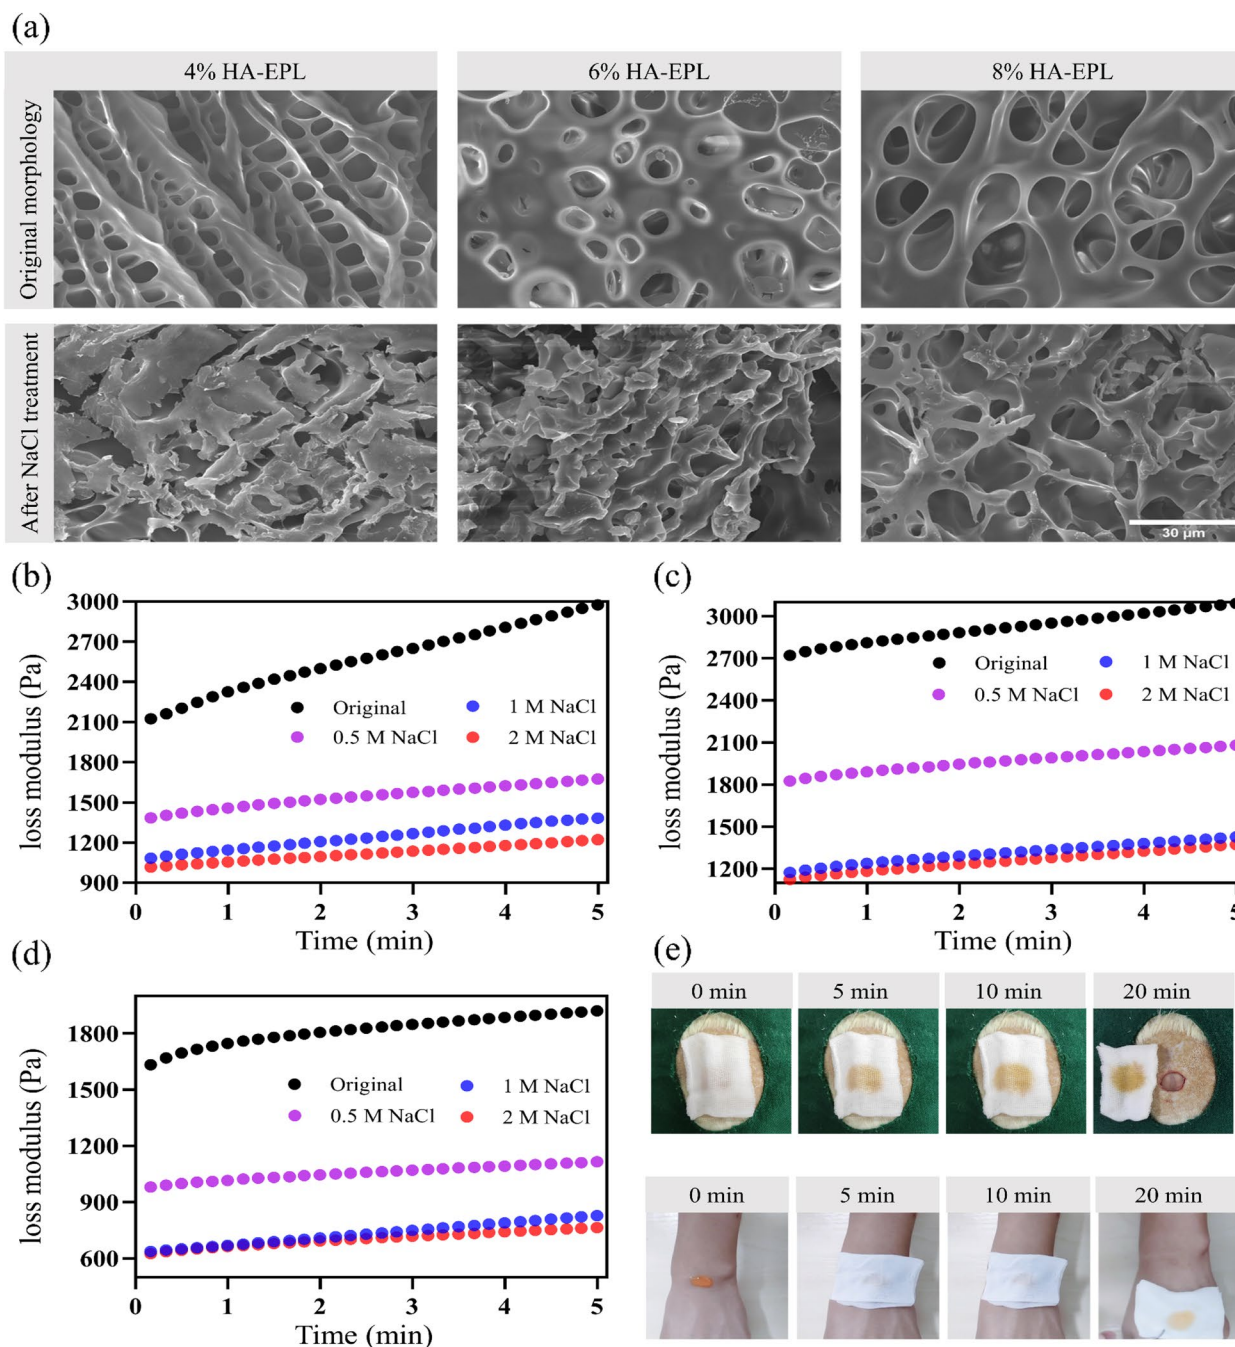 (a)
4% HA-EPL
6% HA-EPL
8% HA-EPL
Original morphology
After NaCl treatment
30 μm
(b)
loss modulus (Pa)
3000
2700
2400
2100
1800
1500
1200
900
Original
0.5 M NaCl
1 M NaCl
2 M NaCl
0 1 2 3 4 5
Time (min)
(c)
loss modulus (Pa)
3000
2700
2400
2100
1800
1500
1200
Original
0.5 M NaCl
1 M NaCl
2 M NaCl
0 1 2 3 4 5
Time (min)
(d)
loss modulus (Pa)
1800
1500
1200
900
600
Original
0.5 M NaCl
1 M NaCl
2 M NaCl
0 1 2 3 4 5
Time (min)
(e)
0 min
5 min
10 min
20 min
0 min
5 min
10 min
20 min